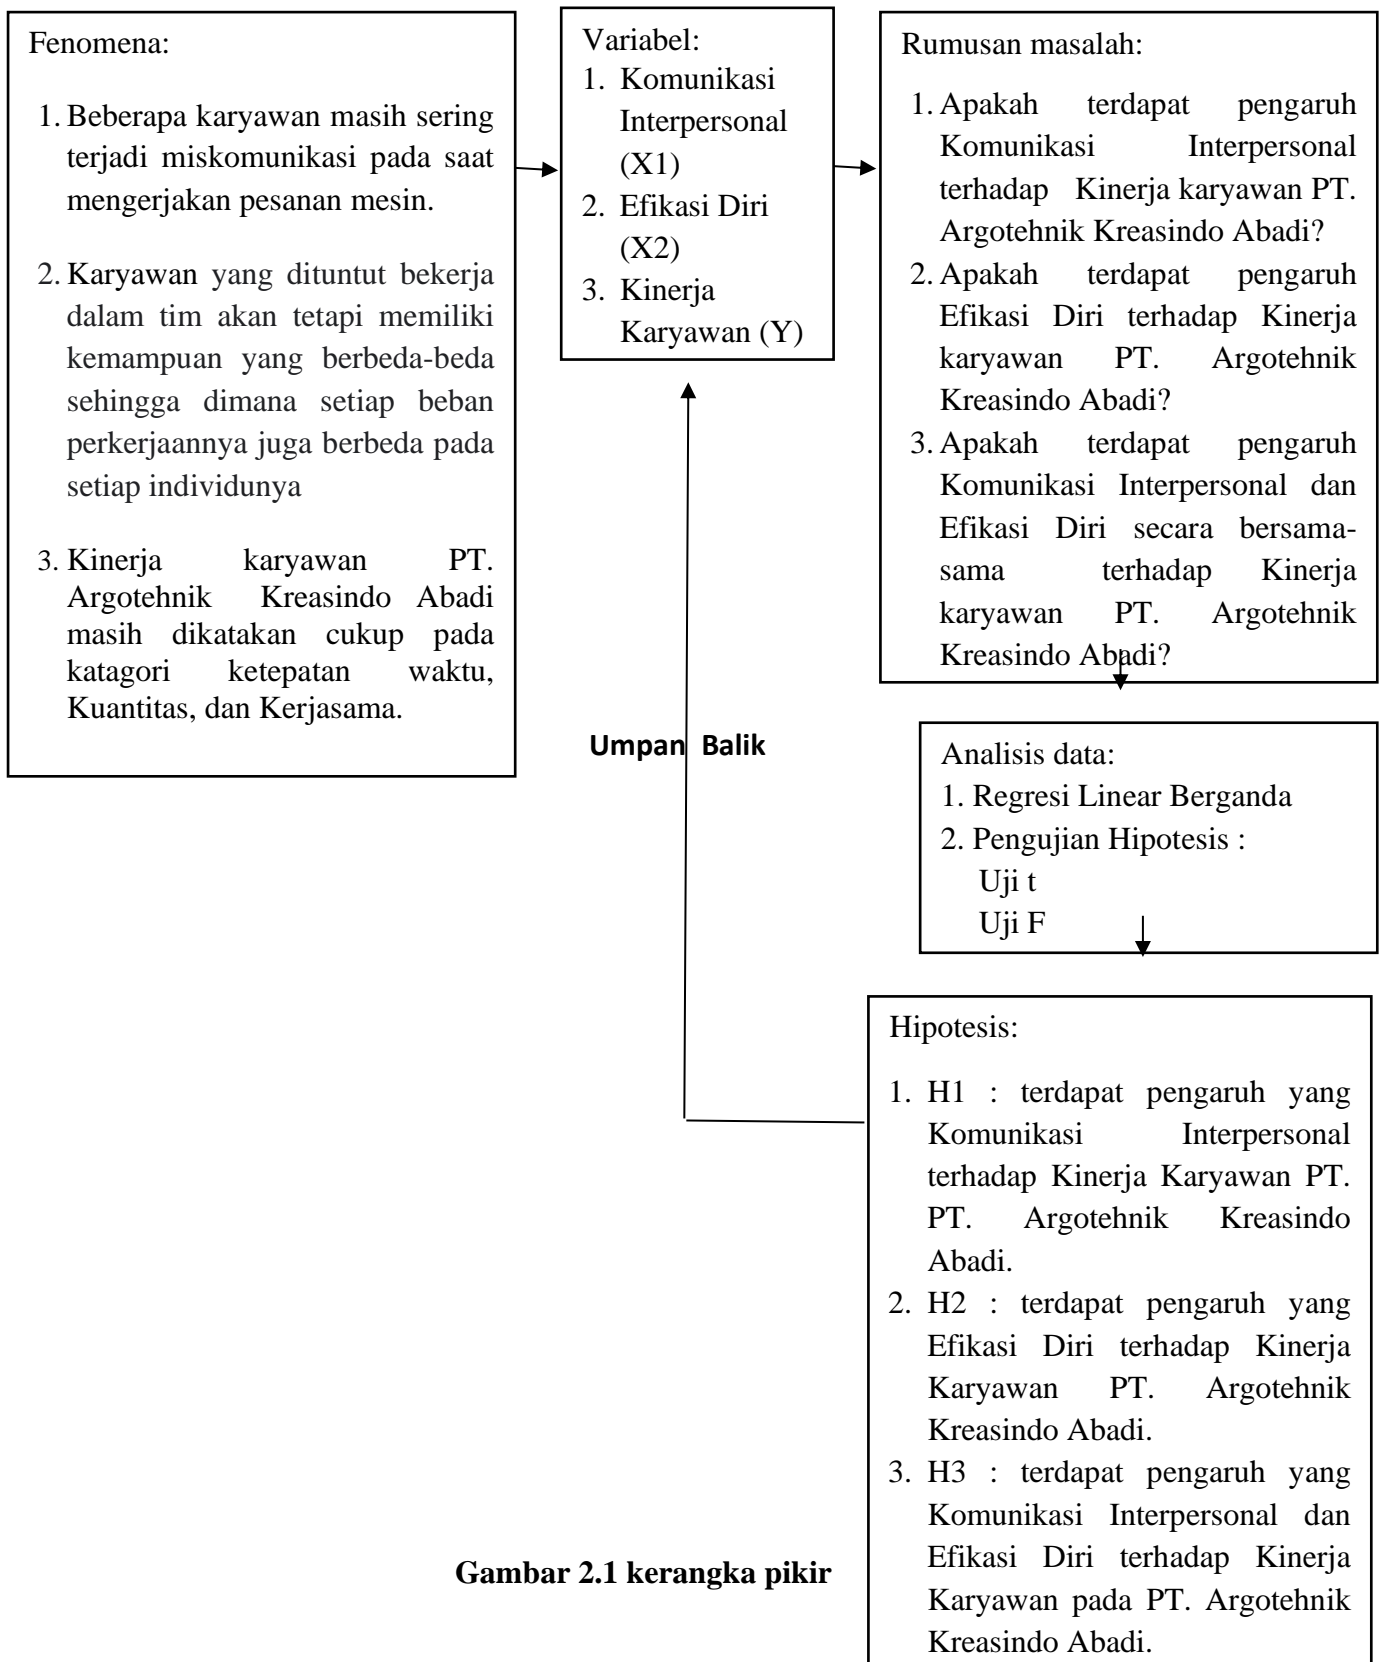 Fenomena:
1. Beberapa karyawan masih sering
terjadi miskomunikasi pada saat
mengerjakan pesanan mesin.
2. Karyawan yang dituntut bekerja
dalam tim akan tetapi memiliki
kemampuan yang berbeda-beda
sehingga dimana setiap beban
perkerjaannya juga berbeda pada
setiap individunya
3. Kinerja karyawan PT.
Argotehnik Kreasindo Abadi
masih dikatakan cukup pada
katagori ketepatan waktu,
Kuantitas, dan Kerjasama.
Variabel:
1. Komunikasi
Interpersonal
(X1)
2. Efikasi Diri
(X2)
3. Kinerja
Karyawan (Y)
Rumusan masalah:
1. Apakah terdapat pengaruh
Komunikasi Interpersonal
terhadap Kinerja karyawan PT.
Argotehnik Kreasindo Abadi?
2. Apakah terdapat pengaruh
Efikasi Diri terhadap Kinerja
karyawan PT. Argotehnik
Kreasindo Abadi?
3. Apakah terdapat pengaruh
Komunikasi Interpersonal dan
Efikasi Diri secara bersama-
sama terhadap Kinerja
karyawan PT. Argotehnik
Kreasindo Abadi?
Umpan Balik
Analisis data:
1. Regresi Linear Berganda
2. Pengujian Hipotesis :
Uji t
Uji F
Hipotesis:
1. H1 : terdapat pengaruh yang
Komunikasi Interpersonal
terhadap Kinerja Karyawan PT.
PT. Argotehnik Kreasindo
Abadi.
2. H2 : terdapat pengaruh yang
Efikasi Diri terhadap Kinerja
Karyawan PT. Argotehnik
Kreasindo Abadi.
3. H3 : terdapat pengaruh yang
Komunikasi Interpersonal dan
Efikasi Diri terhadap Kinerja
Karyawan pada PT. Argotehnik
Kreasindo Abadi.
Gambar 2.1 kerangka pikir